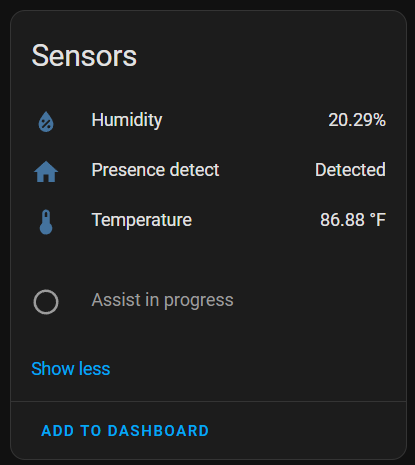 Sensors
Humidity 20.29%
Presence detect Detected
Temperature 86.88 °F
Assist in progress
Show less
ADD TO DASHBOARD